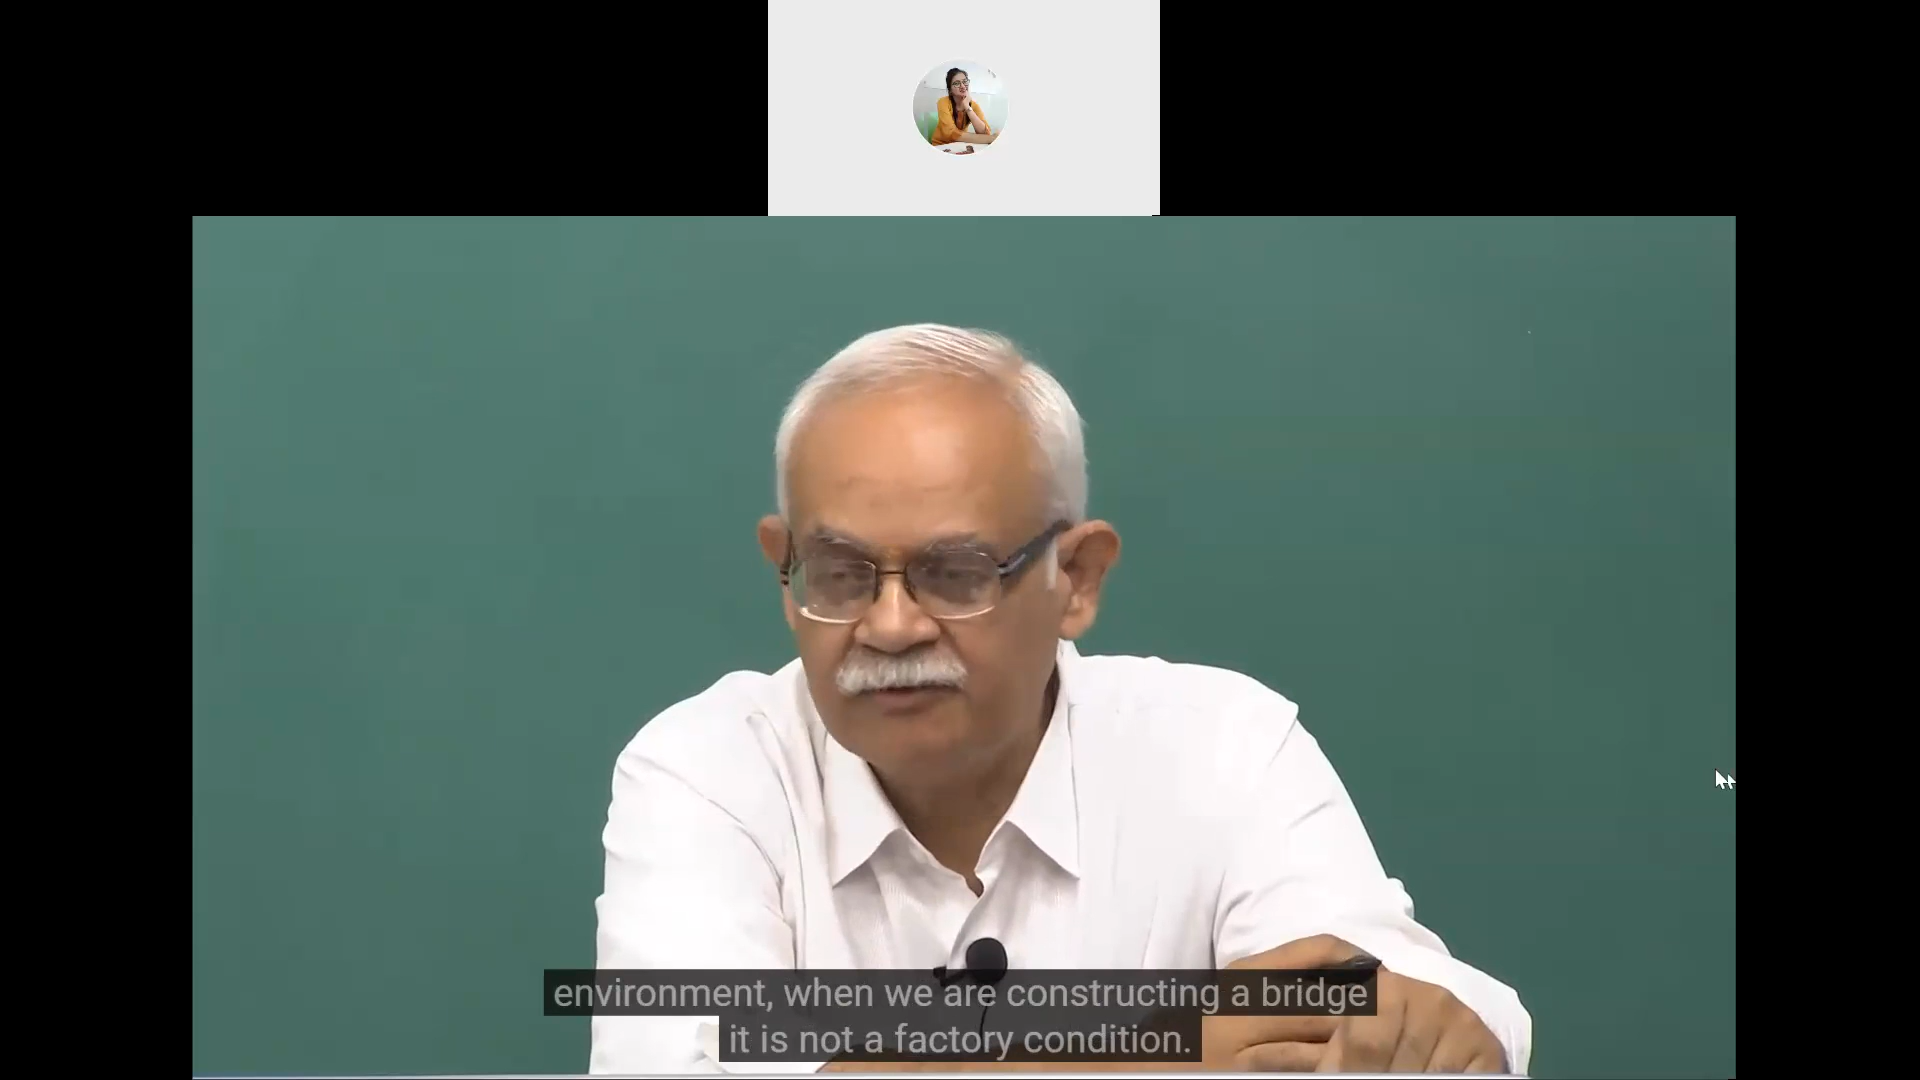 environment, when we are constructing a bridge
it is not a factory condition.